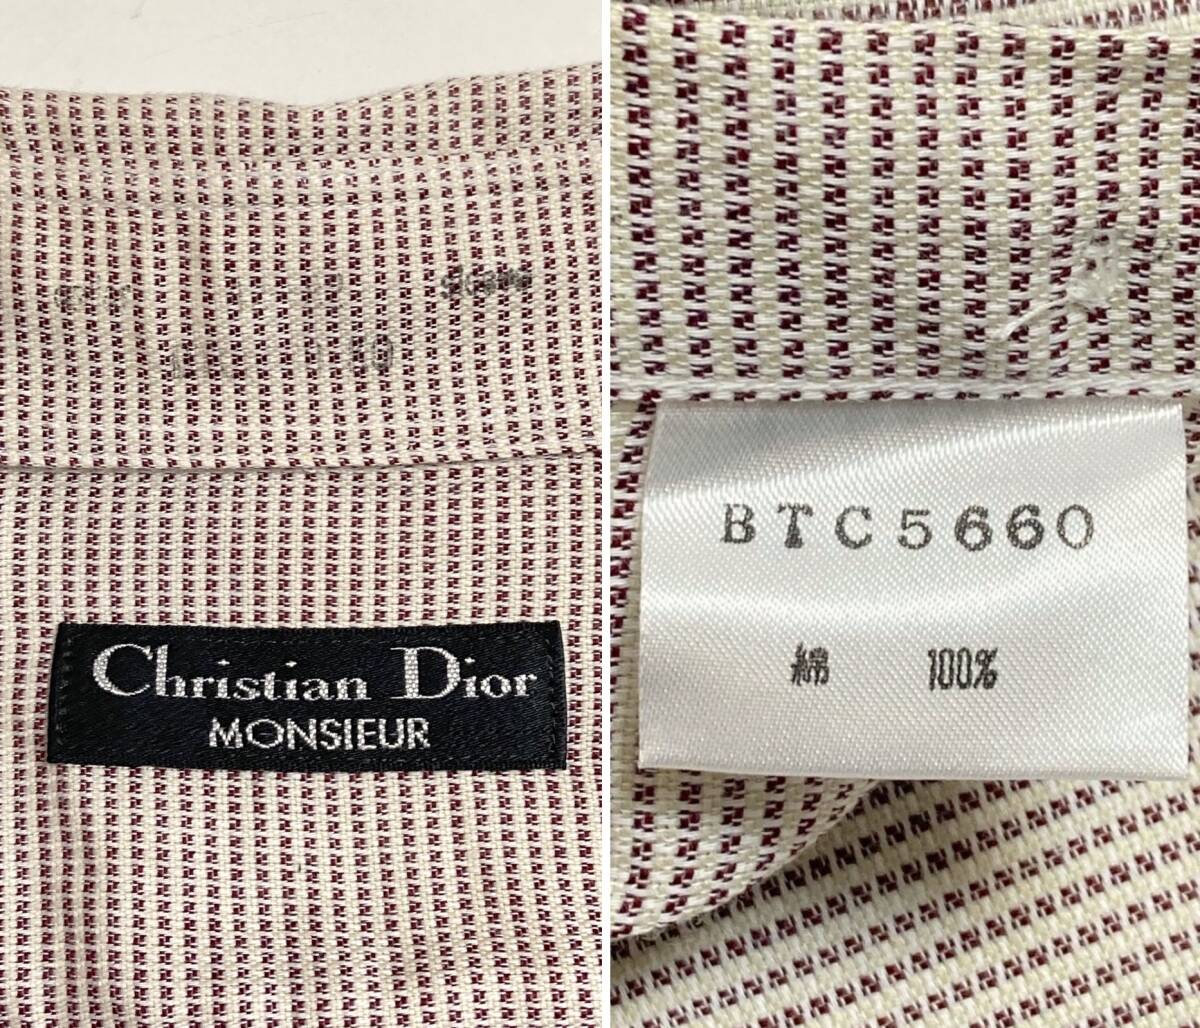 Christian Dior
MONSIEUR
BTC5660
綿 100%